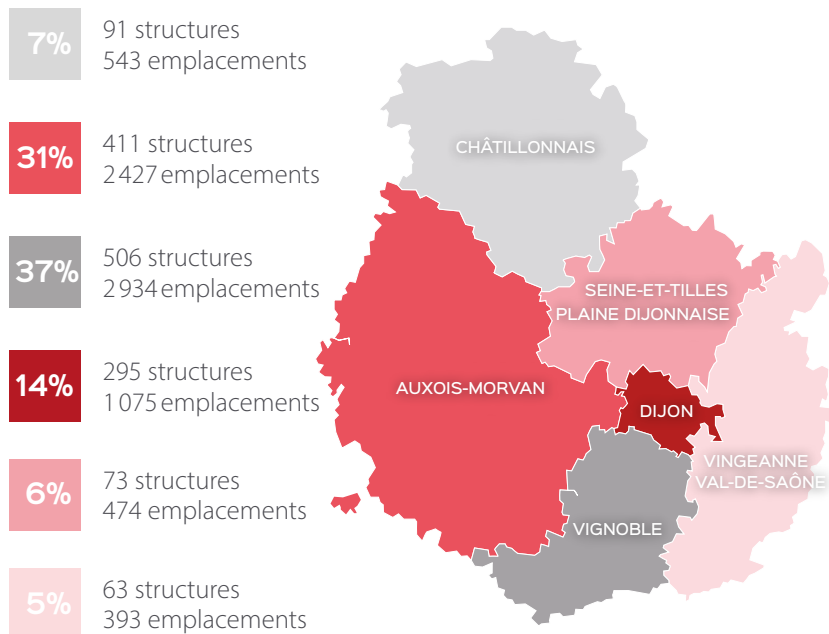 7%
91 structures
543 emplacements
31%
411 structures
2 427 emplacements
37%
506 structures
2 934 emplacements
14%
295 structures
1 075 emplacements
6%
73 structures
474 emplacements
5%
63 structures
393 emplacements
CHÂTILLONNAIS
SEINE-ET-TILLES
PLAINE DIJONNAISE
AUXOIS-MORVAN
DIJON
VINGEANNE
VAL-DE-SAÔNE
VIGNOBLE